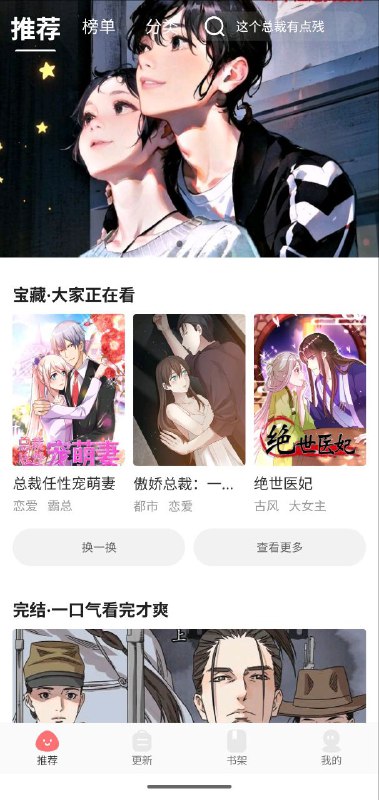 推荐
榜单
分类
这个总裁有点残
宝藏·大家正在看
宠萌妻
绝世医妃
总裁任性宠萌妻
傲娇总裁：一...
绝世医妃
恋爱 霸总
都市 恋爱
古风 大女主
换一换
查看更多
完结·一口气看完才爽
上
推荐
更新
书架
我的